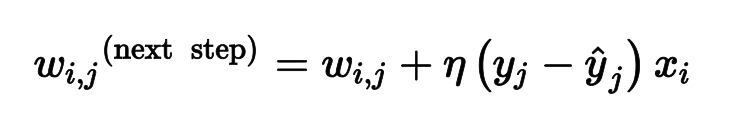 w_{i,j}^{(next step)} = w_{i,j} + η (y_j − ŷ_j) x_i